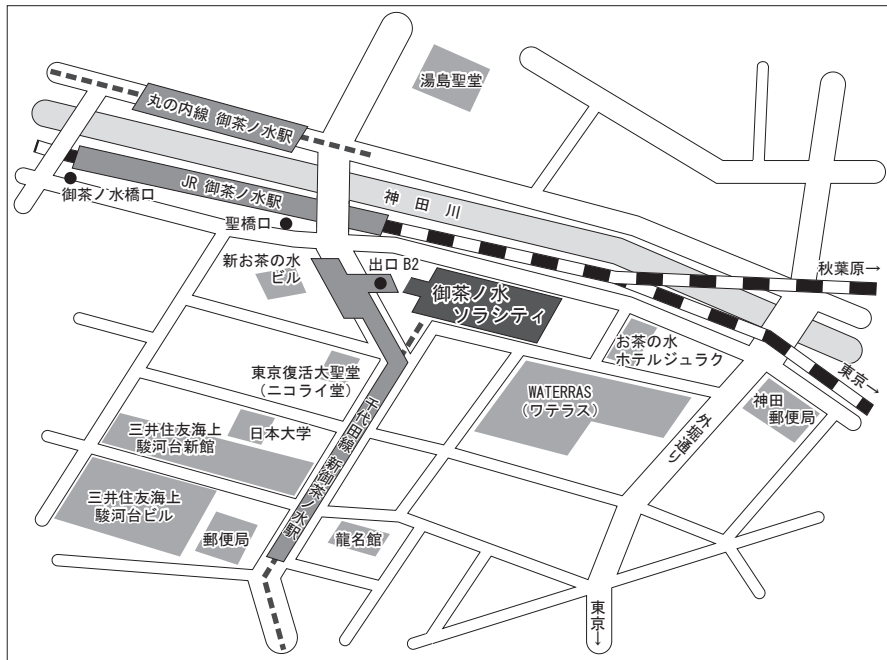 湯島聖堂
丸の内線 御茶ノ水駅
JR 御茶ノ水駅
御茶ノ水橋口
神田川
聖橋口
新お茶の水
ビル
出口 B2
秋葉原→
御茶ノ水
ソラシティ
お茶の水
ホテルジュラク
東京→
東京復活大聖堂
(ニコライ堂)
WATERRAS
(ワテラス)
神田
郵便局
外堀通り
千代田線 新御茶ノ水駅
三井住友海上
駿河台新館
日本大学
三井住友海上
駿河台ビル
郵便局
龍名館
東京→